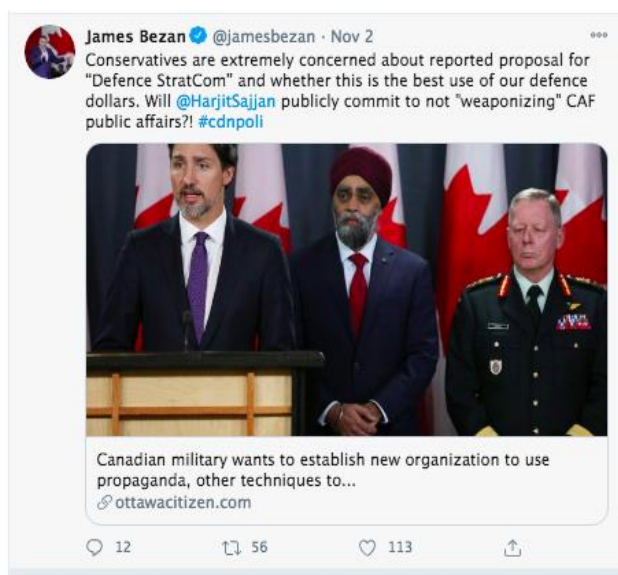 James Bezan @jamesbezan · Nov 2
Conservatives are extremely concerned about reported proposal for
“Defence StratCom” and whether this is the best use of our defence
dollars. Will @HarjitSajjan publicly commit to not "weaponizing" CAF
public affairs?! #cdnpoli
Canadian military wants to establish new organization to use
propaganda, other techniques to...
ottawacitizen.com
12 56 113